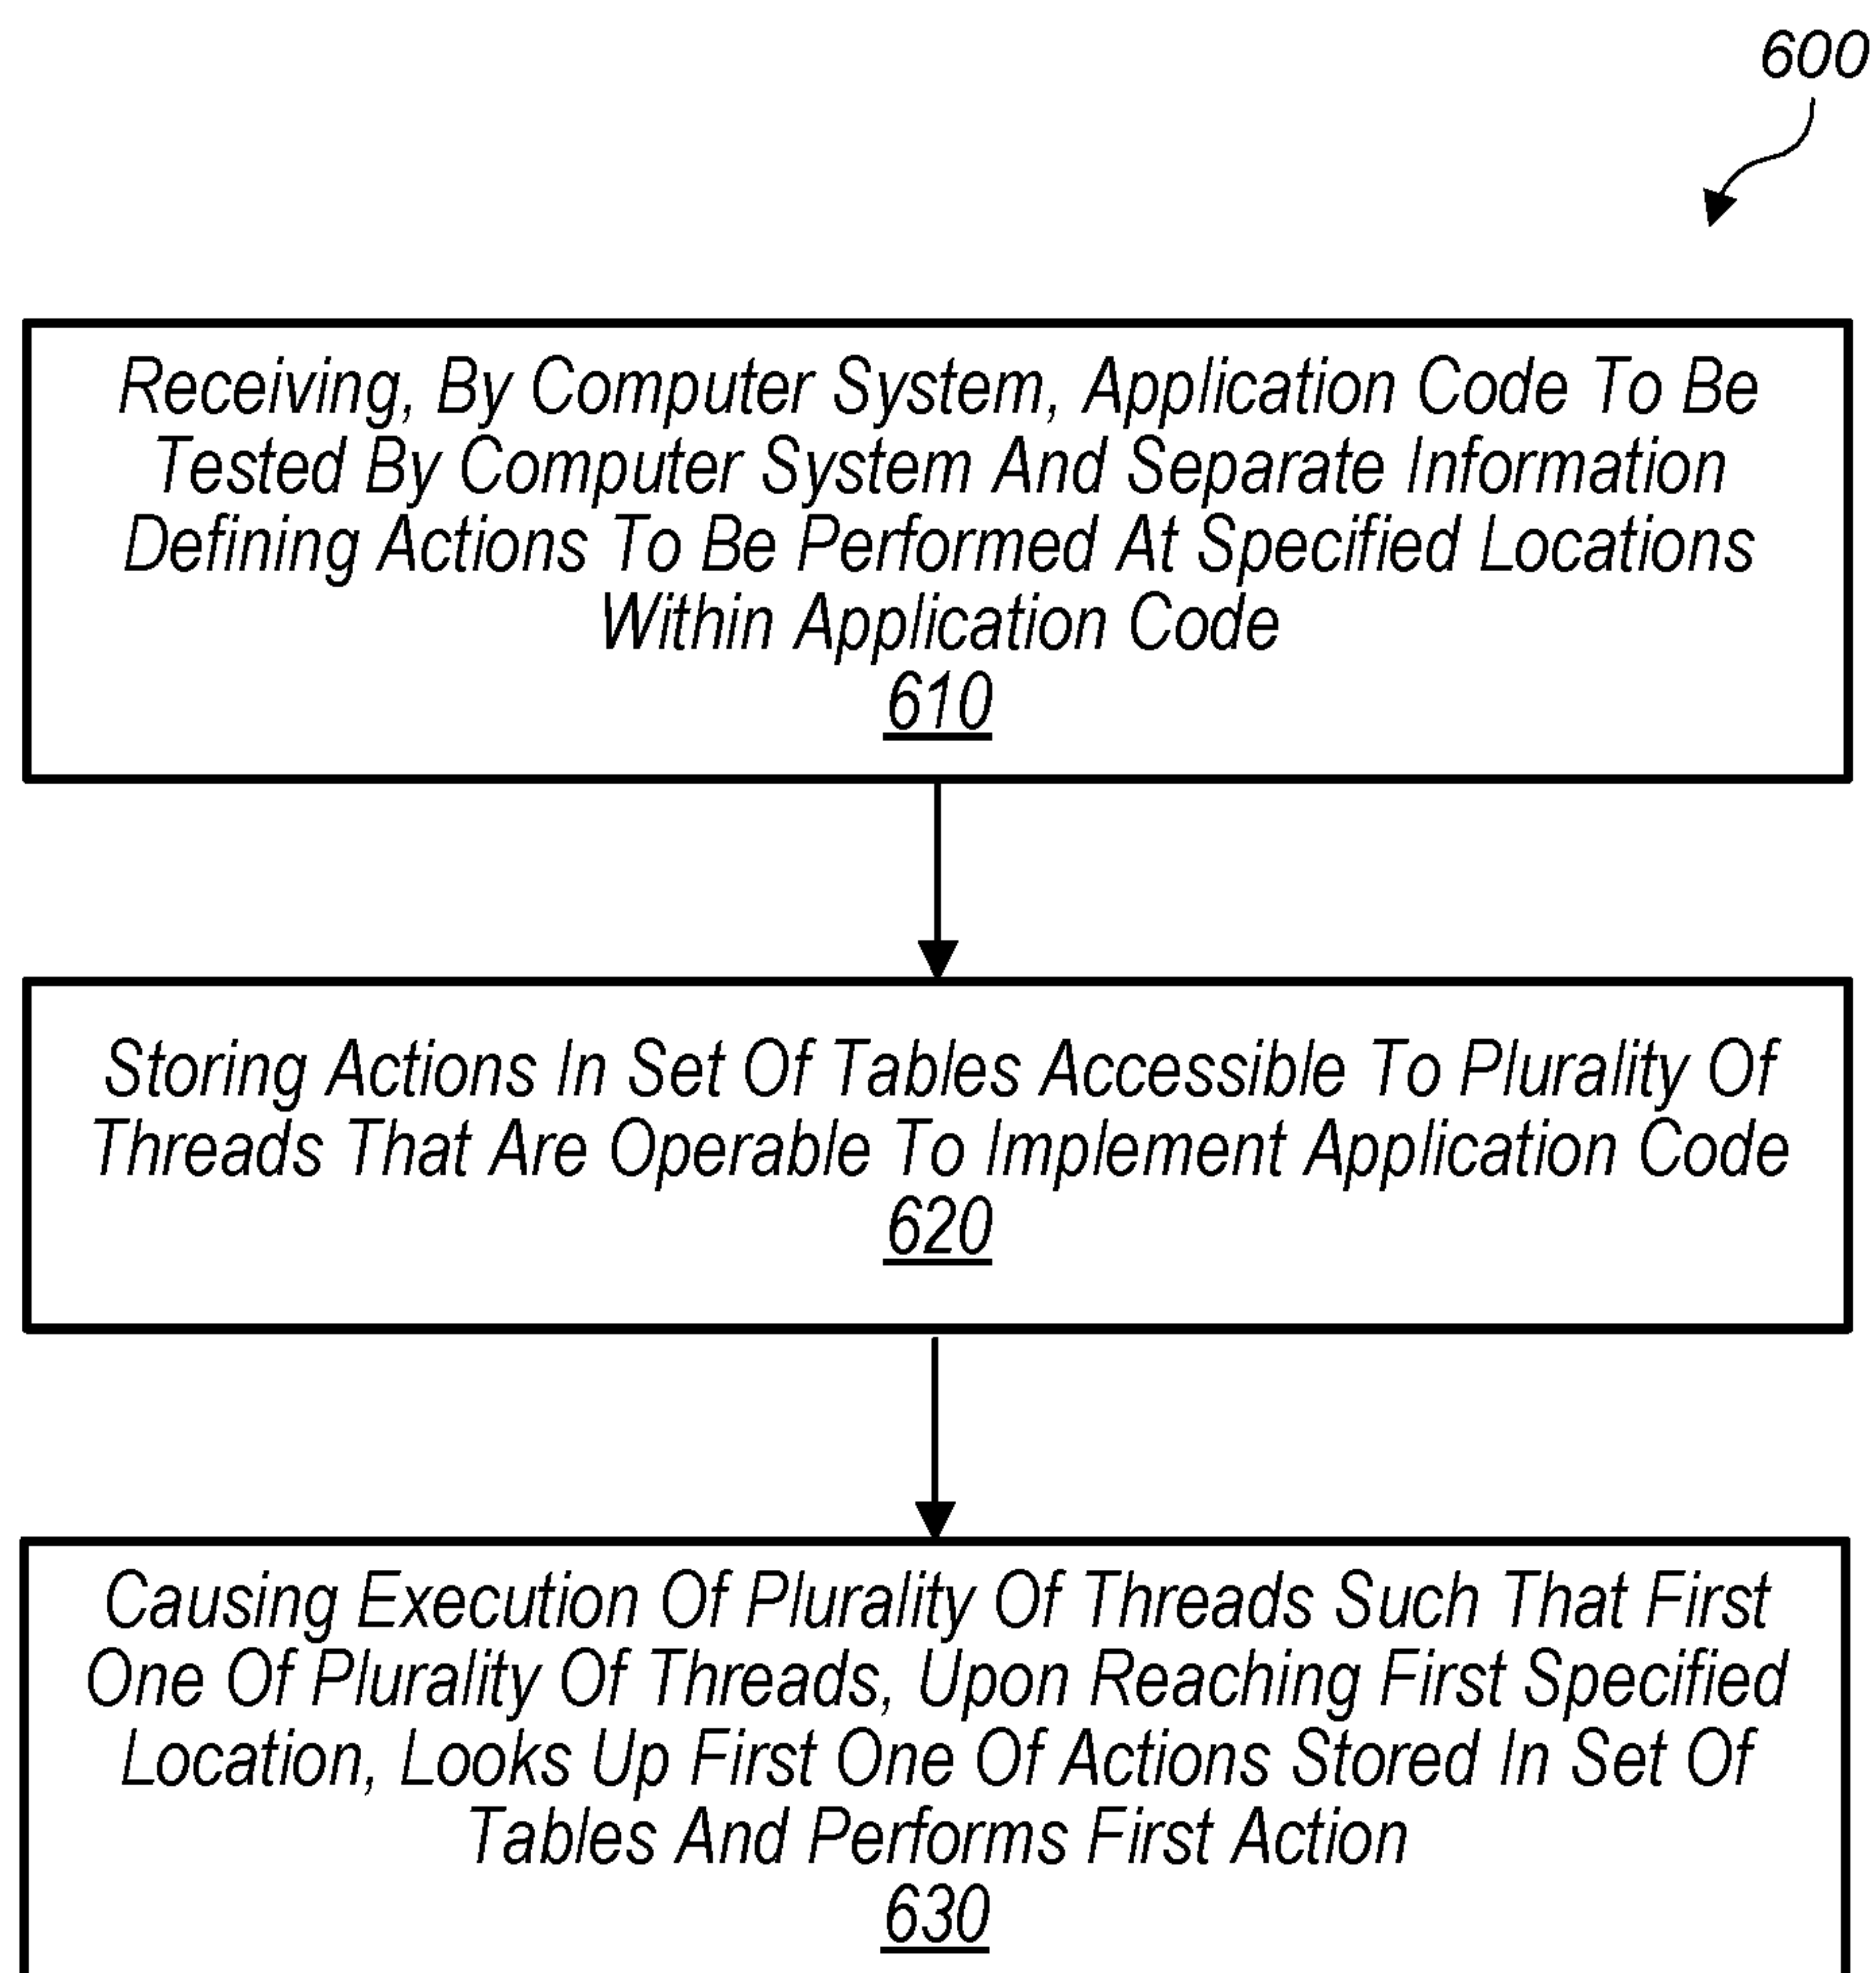 600
Receiving, By Computer System, Application Code To Be
Tested By Computer System And Separate Information
Defining Actions To Be Performed At Specified Locations
Within Application Code
610
Storing Actions In Set Of Tables Accessible To Plurality Of
Threads That Are Operable To Implement Application Code
620
Causing Execution Of Plurality Of Threads Such That First
One Of Plurality Of Threads, Upon Reaching First Specified
Location, Looks Up First One Of Actions Stored In Set Of
Tables And Performs First Action
630